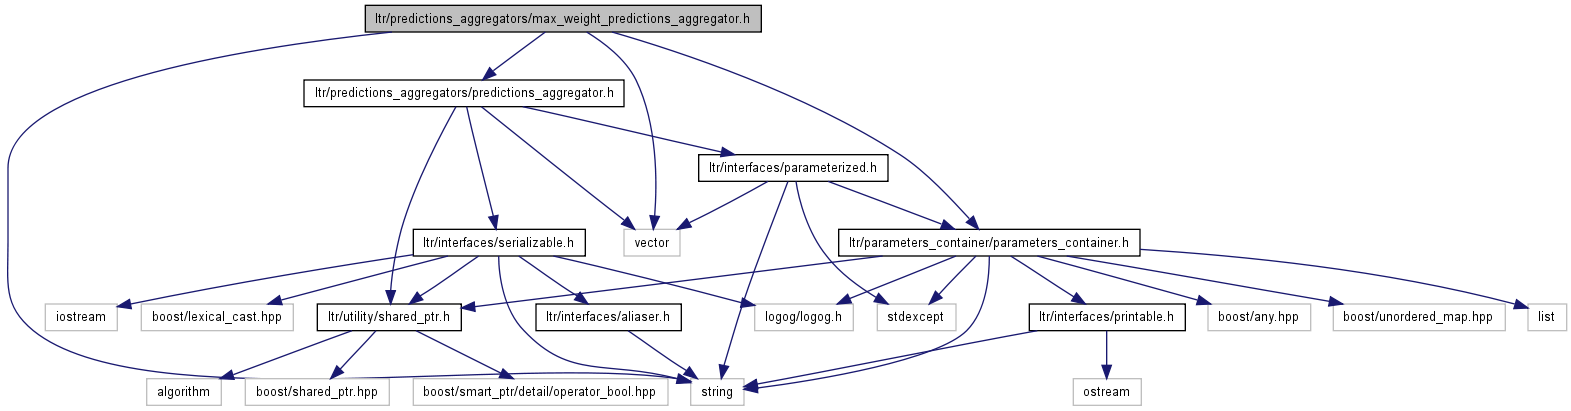 ltr/predictions_aggregators/max_weight_predictions_aggregator.h
ltr/predictions_aggregators/predictions_aggregator.h
ltr/interfaces/parameterized.h
ltr/interfaces/serializable.h
vector
ltr/parameters_container/parameters_container.h
iostream
boost/lexical_cast.hpp
ltr/utility/shared_ptr.h
ltr/interfaces/aliaser.h
logog/logog.h
stdexcept
ltr/interfaces/printable.h
boost/any.hpp
boost/unordered_map.hpp
list
algorithm
boost/shared_ptr.hpp
boost/smart_ptr/detail/operator_bool.hpp
string
ostream